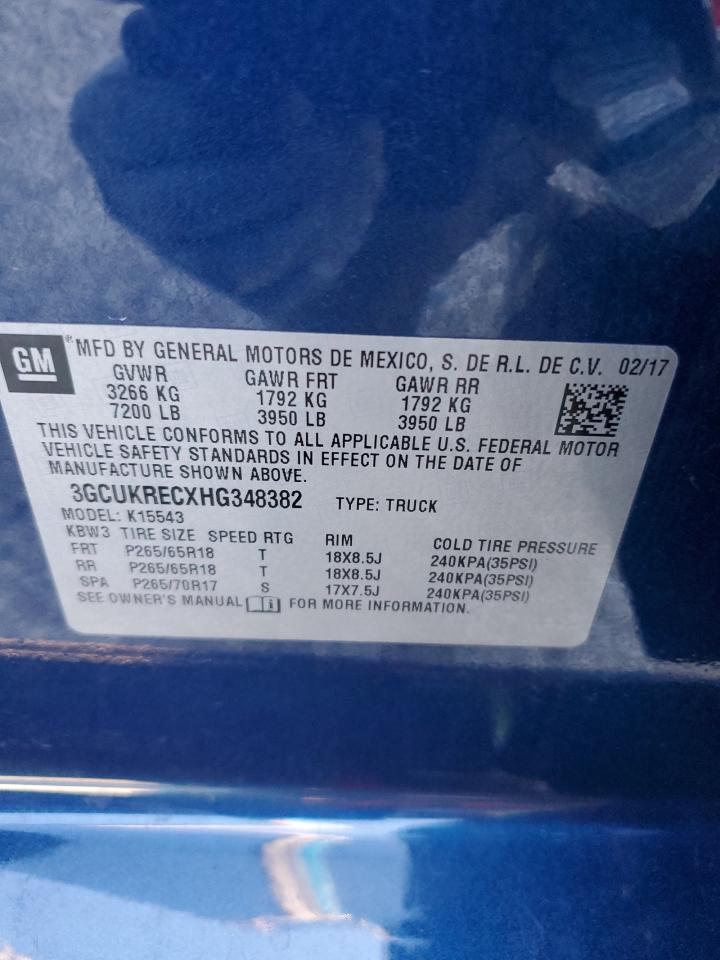 GM
®MFD BY GENERAL MOTORS DE MEXICO, S. DE R.L. DE C.V. 02/17
GVWR GAWR FRT GAWR RR
3266 KG 1792 KG 1792 KG
7200 LB 3950 LB 3950 LB
THIS VEHICLE CONFORMS TO ALL APPLICABLE U.S. FEDERAL MOTOR
VEHICLE SAFETY STANDARDS IN EFFECT ON THE DATE OF
MANUFACTURE SHOWN ABOVE.
3GCUKRECXHG348382 TYPE: TRUCK
MODEL: K15543
KBW3 TIRE SIZE SPEED RTG RIM COLD TIRE PRESSURE
FRT P265/65R18 T 18X8.5J 240KPA(35PSI)
RR P265/65R18 T 18X8.5J 240KPA(35PSI)
SPA P265/70R17 S 17X7.5J 240KPA(35PSI)
SEE OWNER'S MANUAL FOR MORE INFORMATION.